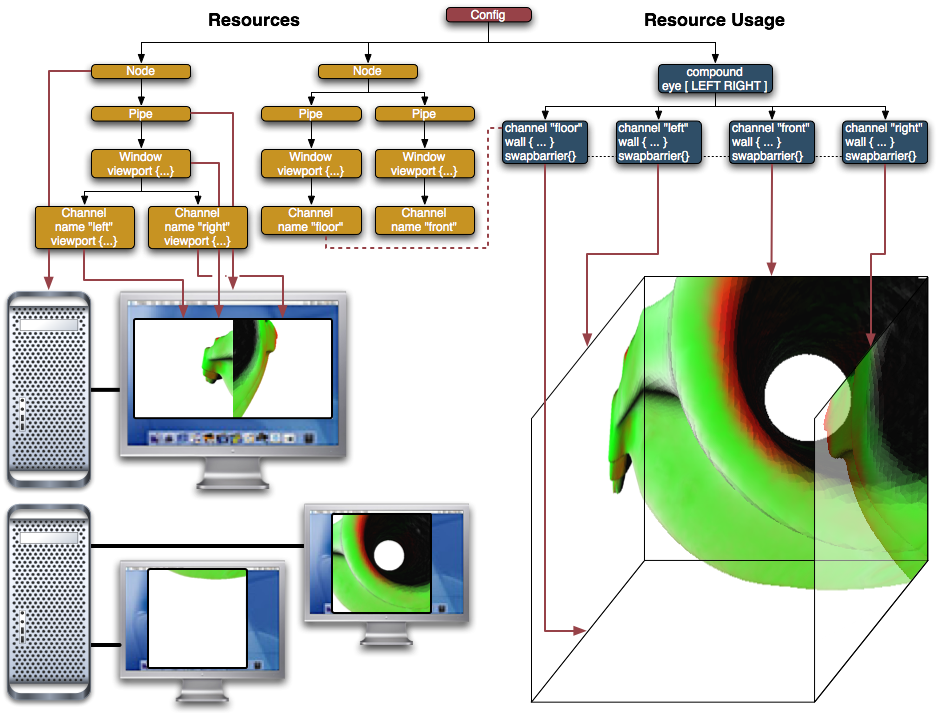 Resources
Config
Resource Usage
Node
Node
compound
eye [ LEFT RIGHT ]
Pipe
Pipe
Pipe
channel "floor"
wall { ... }
swapbarrier{}
channel "left"
wall { ... }
swapbarrier{}
channel "front"
wall { ... }
swapbarrier{}
channel "right"
wall { ... }
swapbarrier{}
Window
viewport {...}
Window
viewport {...}
Window
viewport {...}
Channel
name "left"
viewport {...}
Channel
name "right"
viewport {...}
Channel
name "floor"
Channel
name "front"